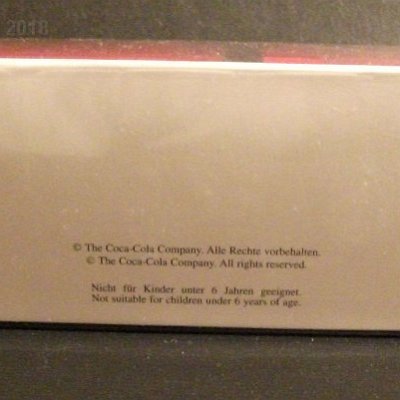 2018
© The Coca-Cola Company. Alle Rechte vorbehalten.
© The Coca-Cola Company. All rights reserved.
Nicht für Kinder unter 6 Jahren geeignet.
Not suitable for children under 6 years of age.